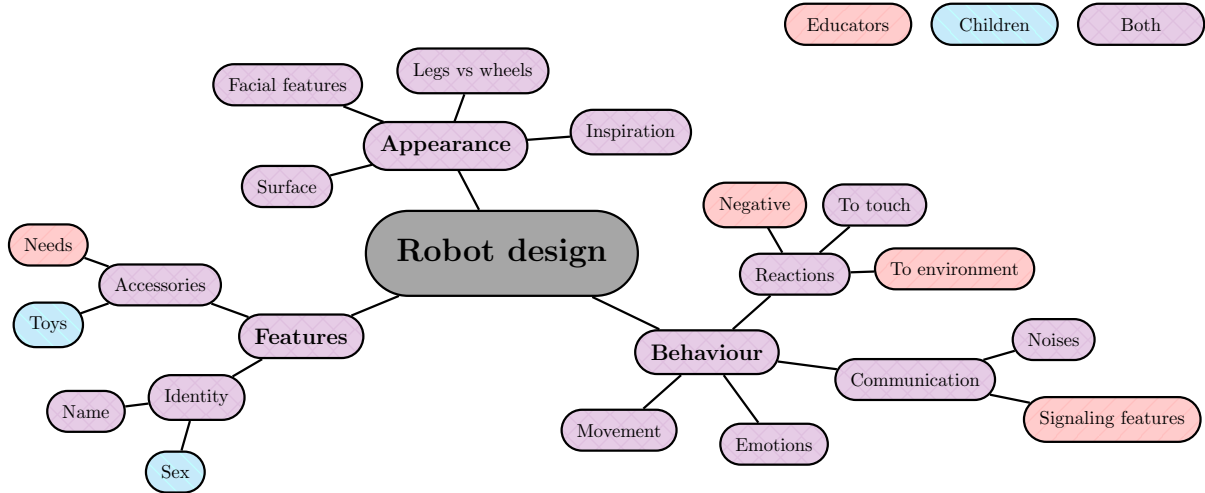 Educators
Children
Both
Legs vs wheels
Facial features
Inspiration
Appearance
Surface
Negative
To touch
Needs
Robot design
To environment
Reactions
Accessories
Toys
Features
Noises
Behaviour
Communication
Identity
Name
Signaling features
Movement
Emotions
Sex